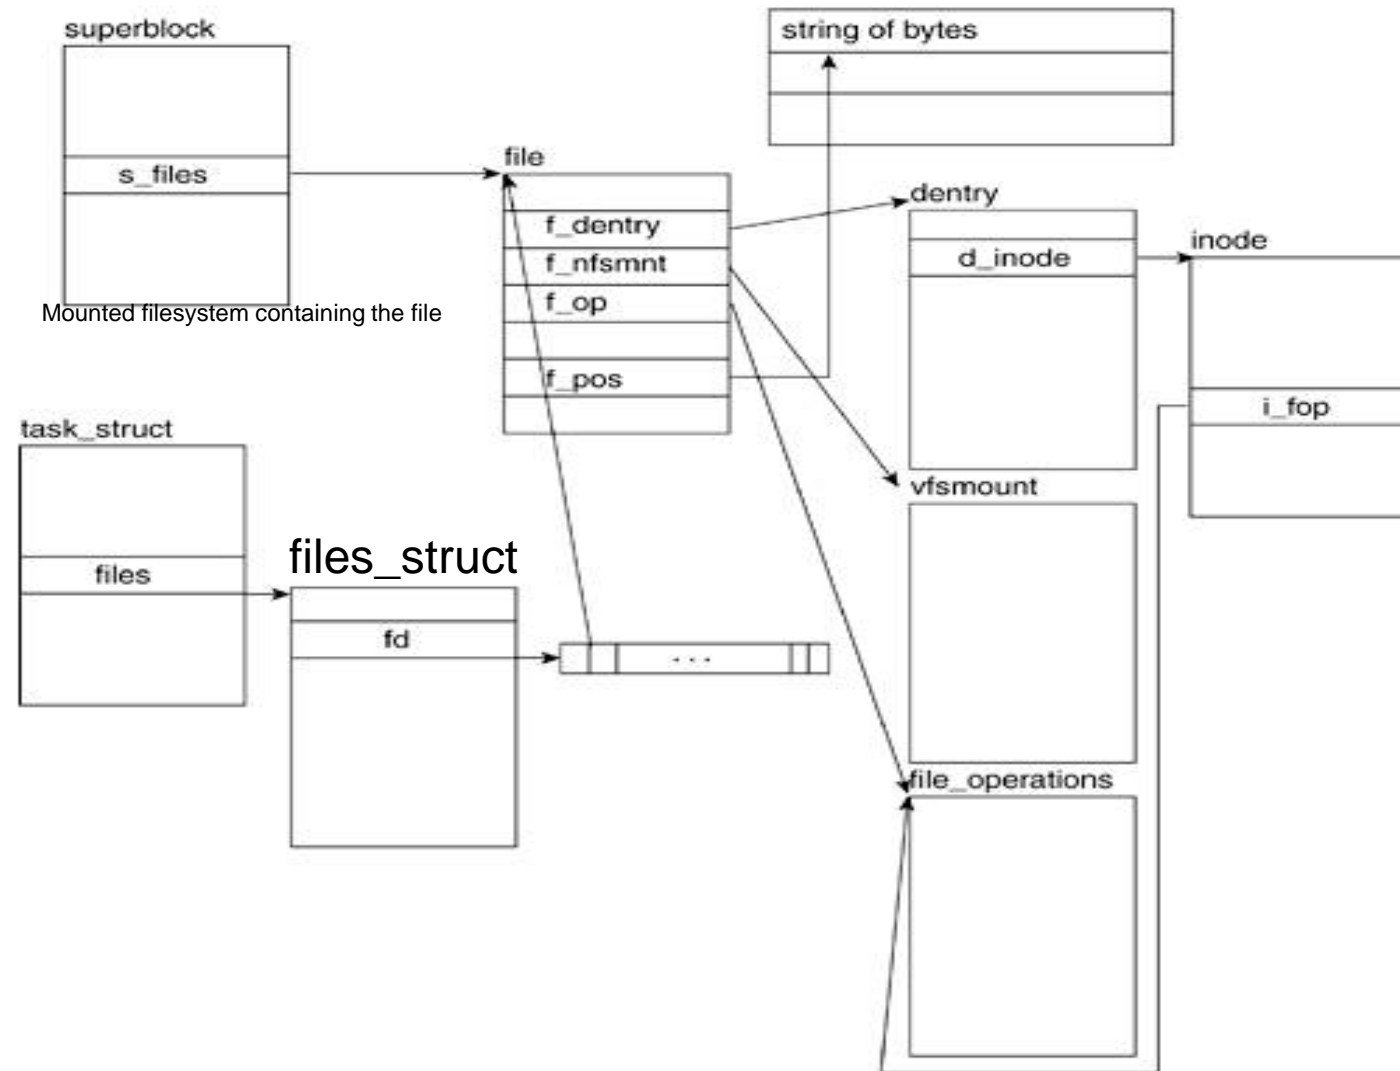 superblock
s_files
Mounted filesystem containing the file
string of bytes
file
f_dentry
f_nfsmnt
f_op
f_pos
dentry
d_inode
inode
i_fop
task_struct
files
files_struct
fd
. . .
vfsmount
file_operations